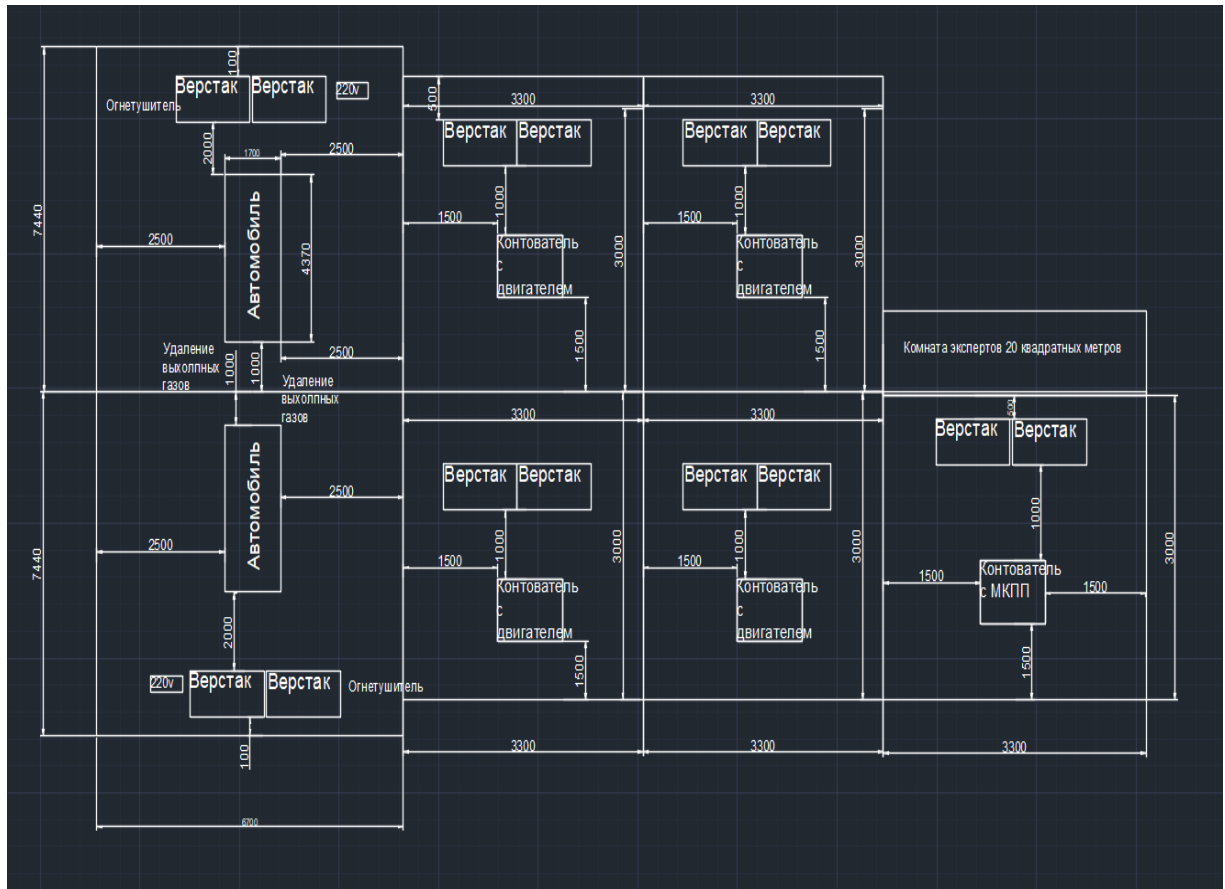 100
Верстак Верстак 220v
Огнетушитель
2000
1700
2500
7440
2500
Автомобиль
4370
2500
1000
1000
Удаление
выхолпных
газов
Удаление
выхолпных
газов
500
3300
Верстак Верстак
1000
1500
3000
Контователь
с
двигателем
1500
3300
Верстак Верстак
1000
1500
3000
Контователь
с
двигателем
1500
Комната экспертов 20 квадратных метров
7440
Автомобиль
2500
2500
2000
220v Верстак Верстак Огнетушитель
100
6700
3300
Верстак Верстак
1000
1500
3000
Контователь
с
двигателем
1500
3300
3300
Верстак Верстак
1000
1500
3000
Контователь
с
двигателем
3300
500
Верстак Верстак
1000
3000
1500
Контователь
с МКПП
1500
1500
3300